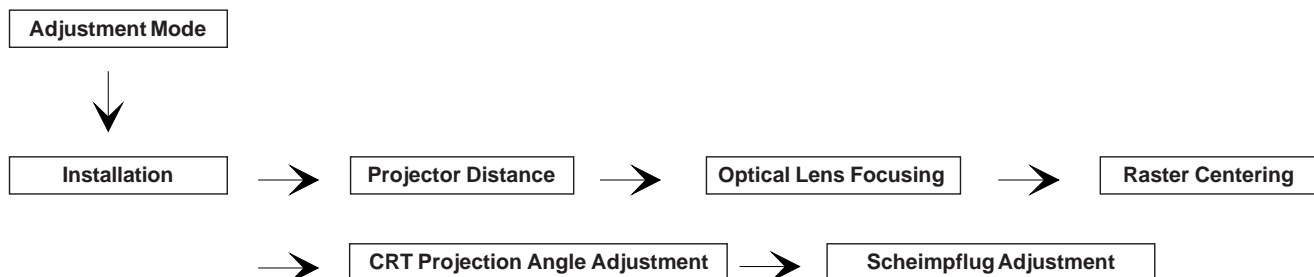 Adjustment Mode
Installation
Projector Distance
Optical Lens Focusing
Raster Centering
CRT Projection Angle Adjustment
Scheimpflug Adjustment